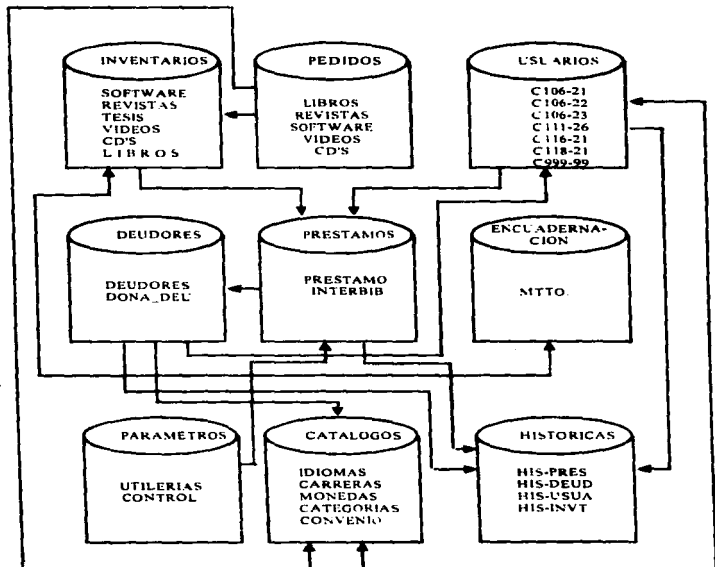 INVENTARIOS
SOFTWARE
REVISTAS
TESIS
VIDEOS
CD'S
LIBROS
PEDIDOS
LIBROS
REVISTAS
SOFTWARE
VIDEOS
CD'S
USUARIOS
C106-21
C106-22
C106-23
C111-26
C116-21
C118-21
C999-99
DEUDORES
DEUDORES
DONA_DEU
PRESTAMOS
PRESTAMO
INTERBIB
ENCUADERNA-
CION
MTTO.
PARAMETROS
UTILERIAS
CONTROL
CATALOGOS
IDIOMAS
CARRERAS
MONEDAS
CATEGORIAS
CONVENIO
HISTORICAS
HIS-PRES
HIS-DEUD
HIS-USUA
HIS-INVT